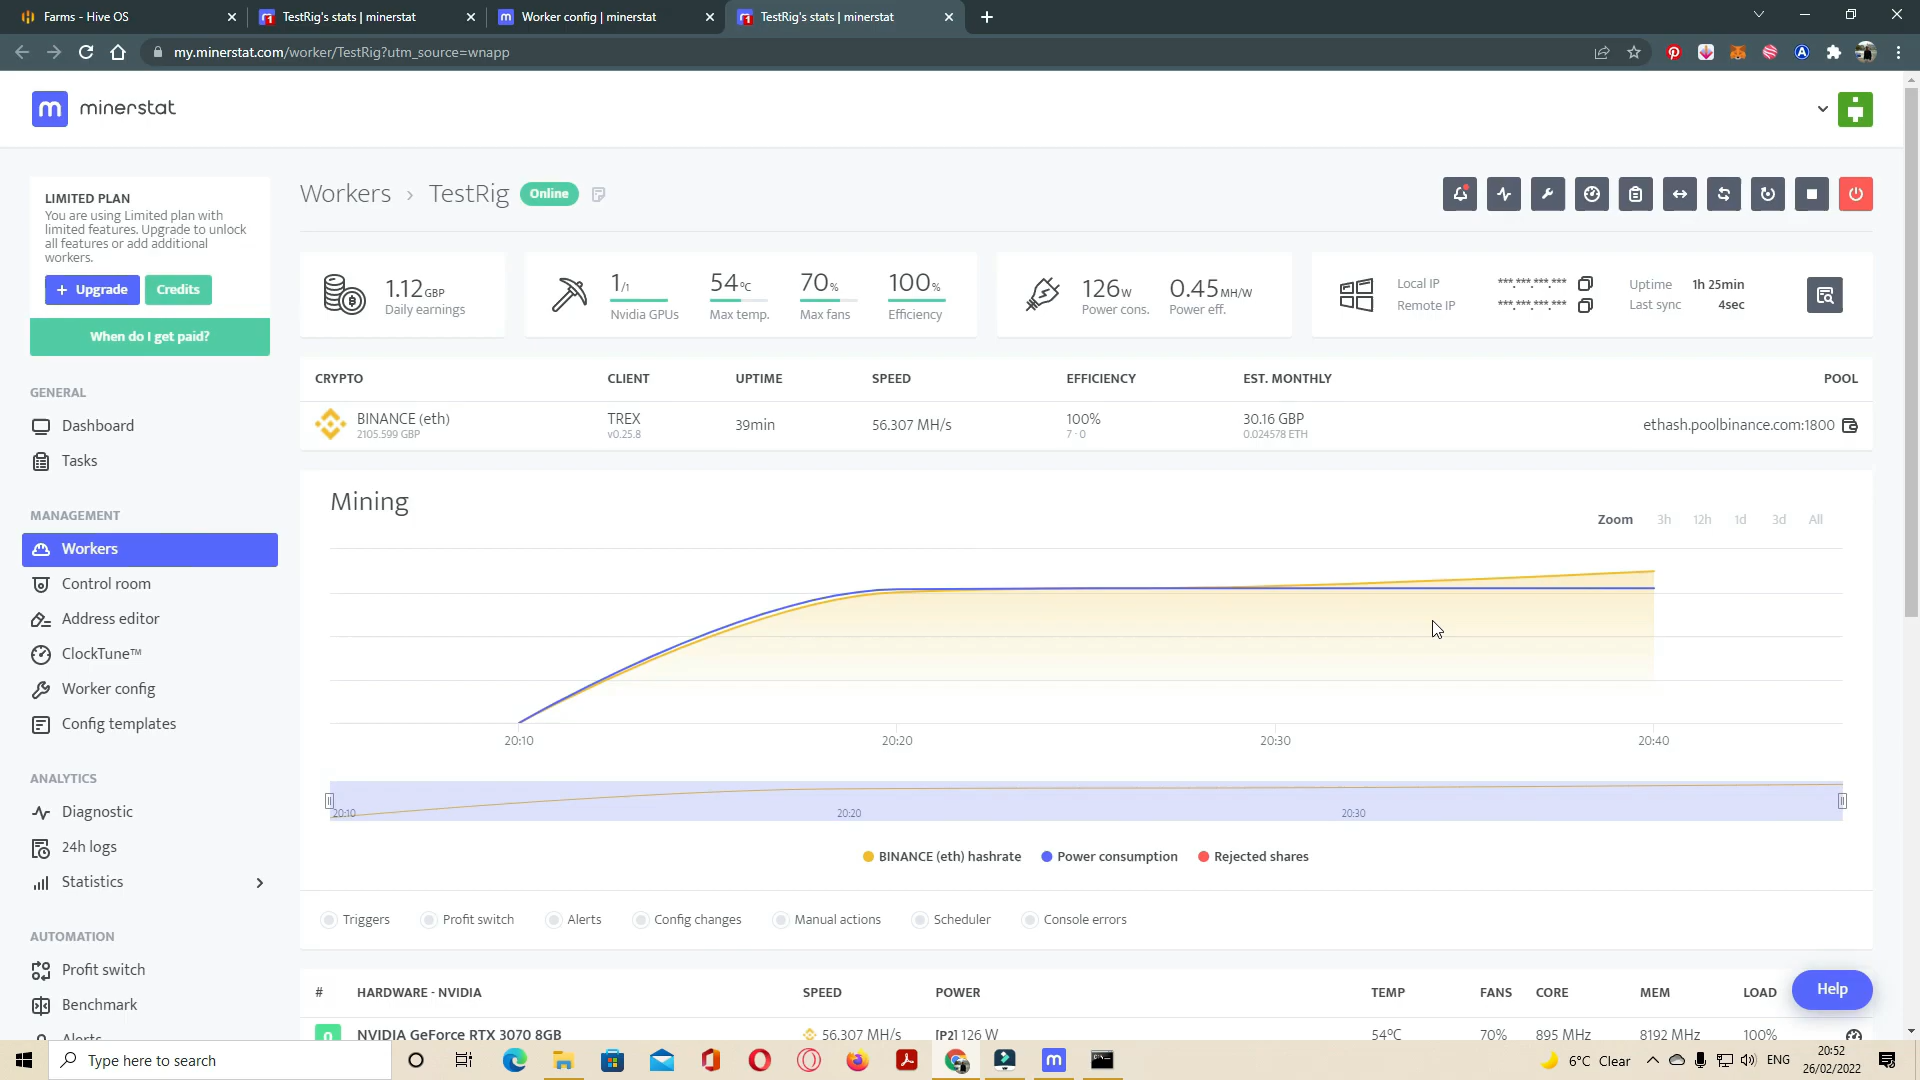 Farms - Hive OS
TestRig's stats | minerstat
Worker config | minerstat
TestRig's stats | minerstat
my.minerstat.com/worker/TestRig?utm_source=wnapp
minerstat
LIMITED PLAN
You are using Limited plan with
limited features. Upgrade to unlock
all features or add additional
workers.
+ Upgrade
Credits
When do I get paid?
GENERAL
Dashboard
Tasks
MANAGEMENT
Workers
Control room
Address editor
ClockTune™
Worker config
Config templates
ANALYTICS
Diagnostic
24h logs
Statistics
AUTOMATION
Profit switch
Benchmark
Alerts
Workers › TestRig Online
1.12 GBP
Daily earnings
1/1
Nvidia GPUs
54°C
Max temp.
70%
Max fans
100%
Efficiency
126W
Power cons.
0.45MH/W
Power eff.
Local IP ***.***.***.***
Remote IP ***.***.***.***
Uptime 1h 25min
Last sync 4sec
CRYPTO CLIENT UPTIME SPEED EFFICIENCY EST. MONTHLY POOL
BINANCE (eth) TREX 39min 56.307 MH/s 100% 30.16 GBP ethash.poolbinance.com:1800
2105.599 GBP v0.25.8 7 - 0 0.024578 ETH
Mining
Zoom 3h 12h 1d 3d All
20:10 20:20 20:30 20:40
20:10 20:20 20:30
BINANCE (eth) hashrate Power consumption Rejected shares
Triggers Profit switch Alerts Config changes Manual actions Scheduler Console errors
# HARDWARE - NVIDIA SPEED POWER TEMP FANS CORE MEM LOAD
NVIDIA GeForce RTX 3070 8GB 56.307 MH/s [P2] 126 W 54°C 70% 895 MHz 8192 MHz 100%
Help
Type here to search
6°C Clear
ENG
20:52
26/02/2022